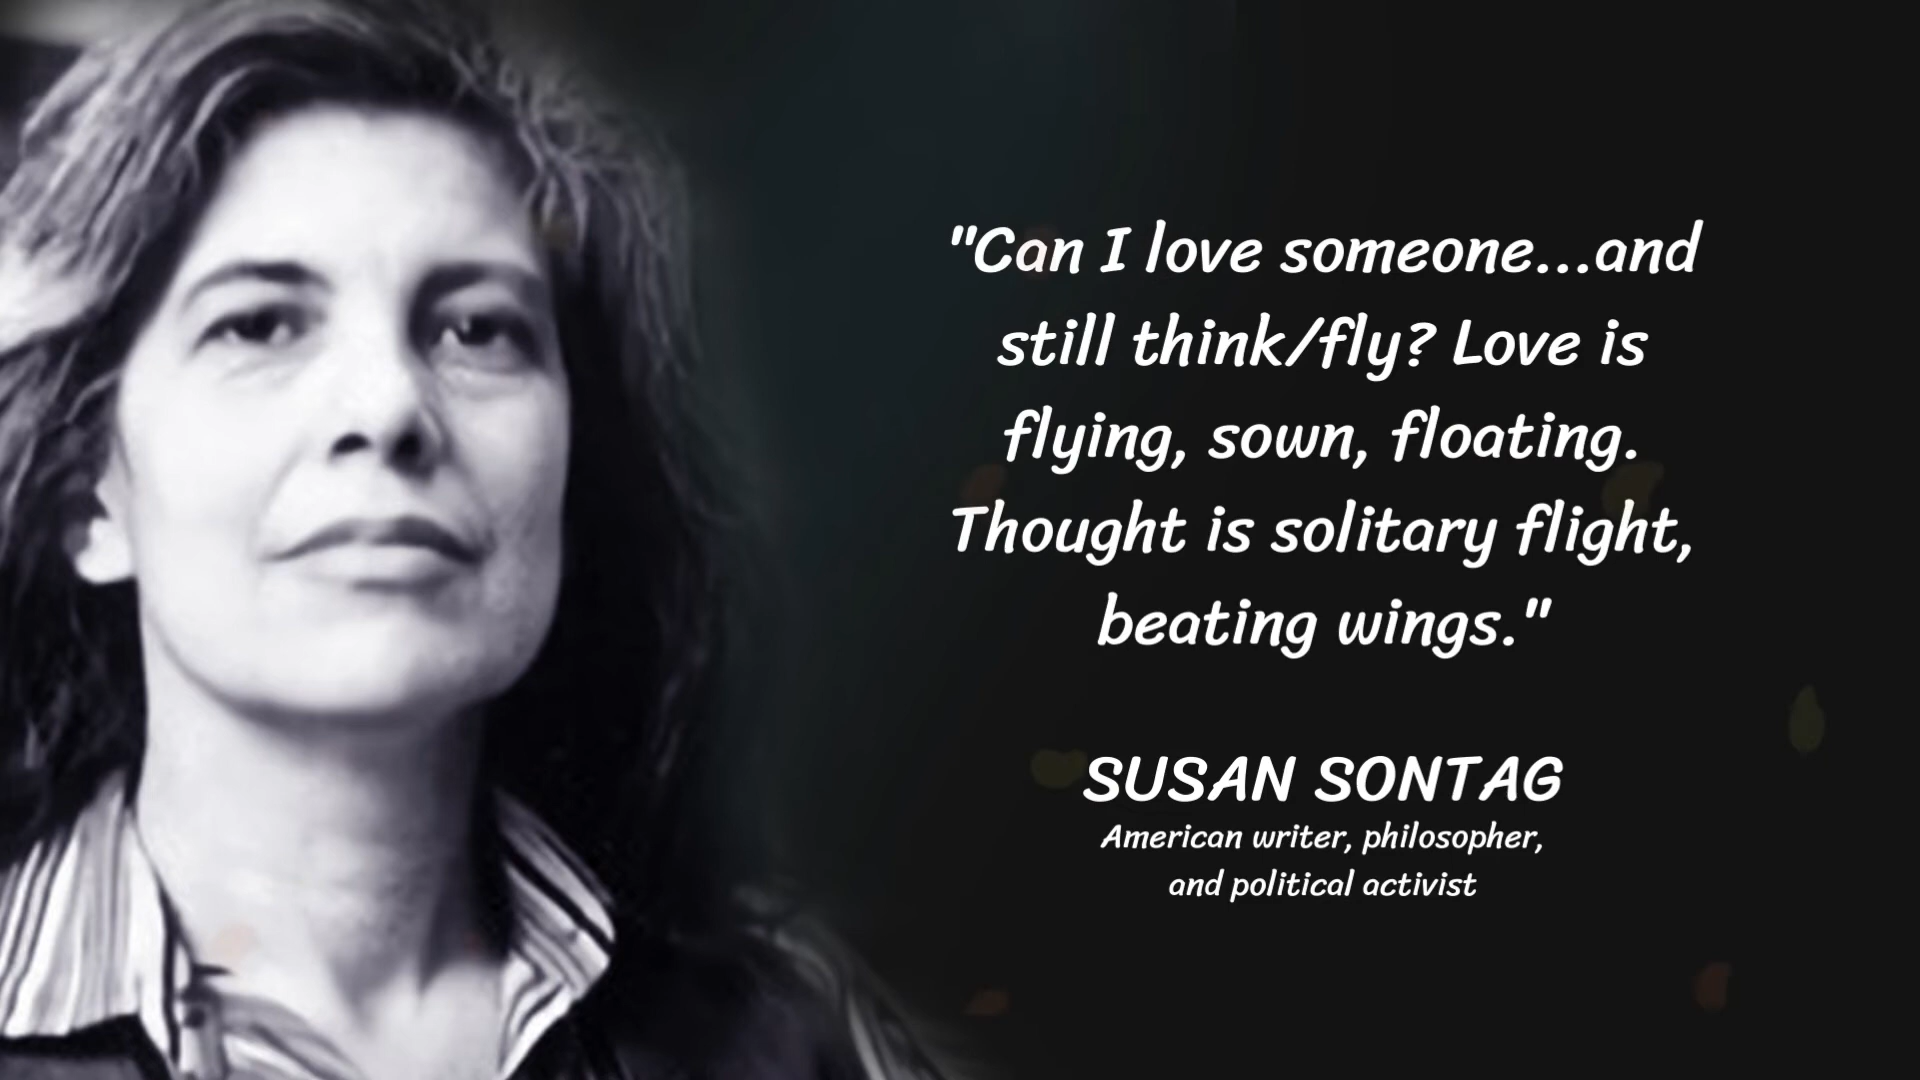 "Can I love someone...and
still think/fly? Love is
flying, sown, floating.
Thought is solitary flight,
beating wings."
SUSAN SONTAG
American writer, philosopher,
and political activist